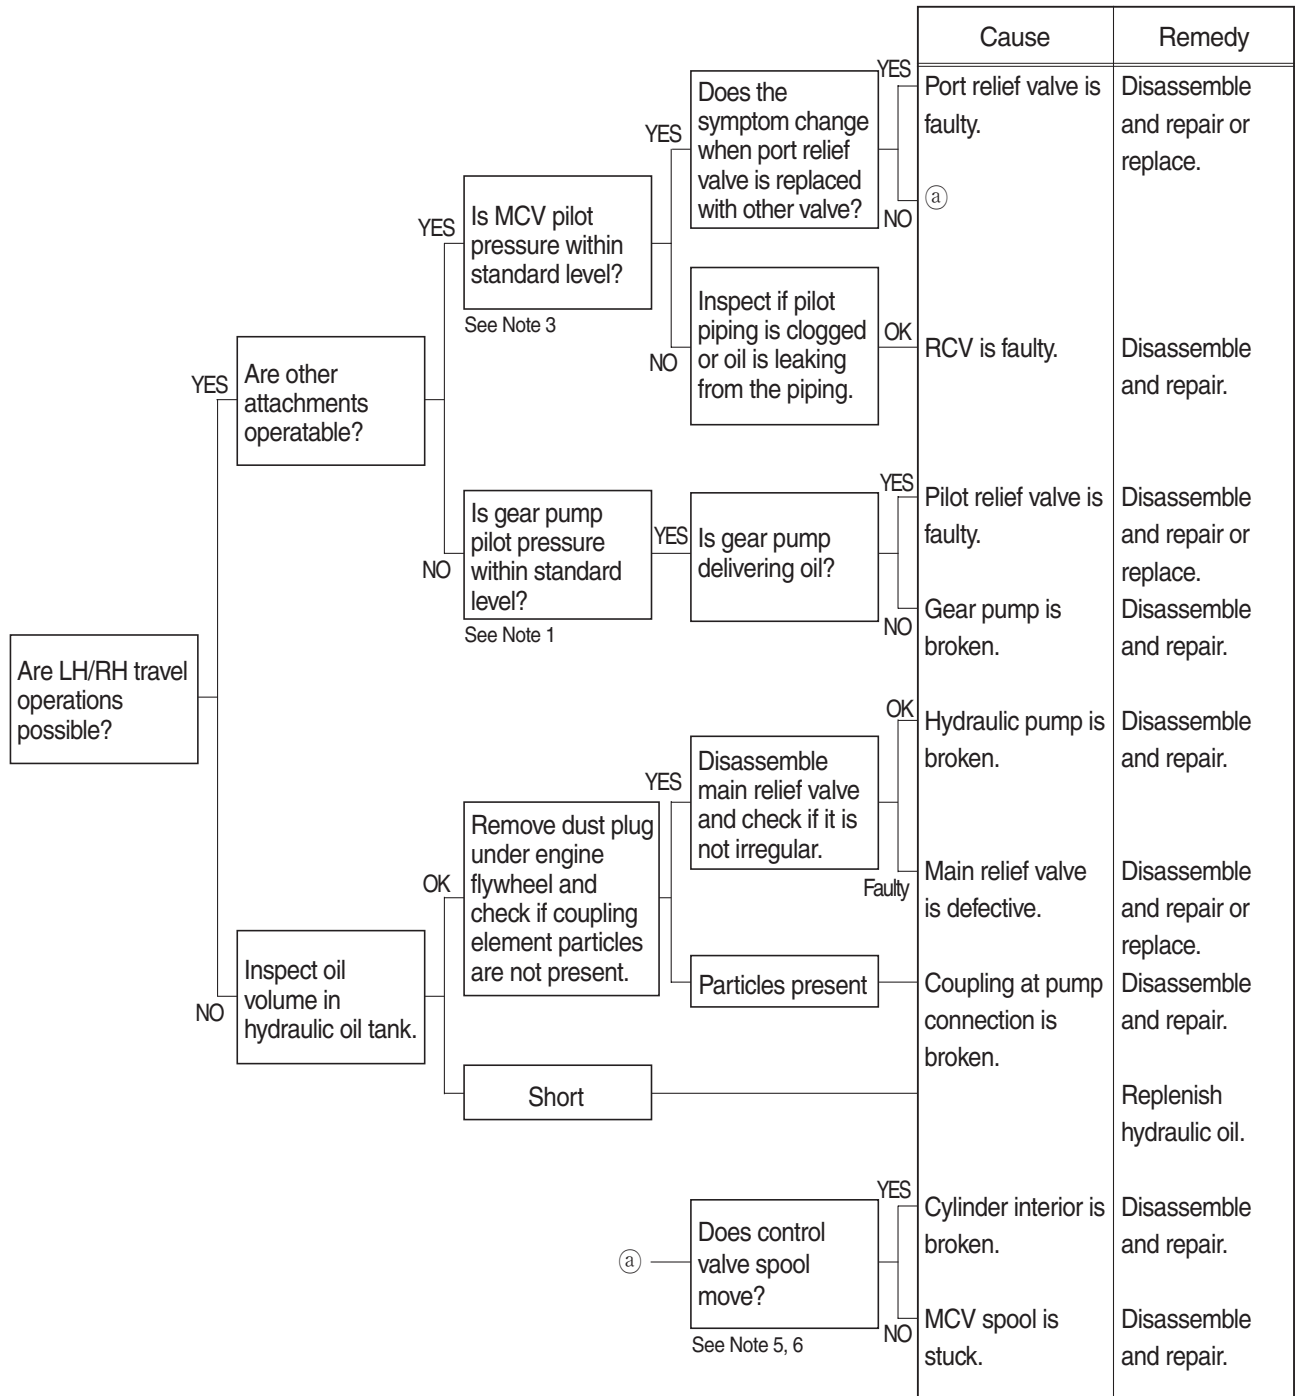 Cause
Remedy
YES
Does the
symptom change
when port relief
valve is replaced
with other valve?
YES
Port relief valve is
faulty.
Disassemble
and repair or
replace.
NO
ⓐ
YES
Is MCV pilot
pressure within
standard level?
See Note 3
NO
Inspect if pilot
piping is clogged
or oil is leaking
from the piping.
OK
RCV is faulty.
Disassemble
and repair.
YES
Are other
attachments
operatable?
NO
Is gear pump
pilot pressure
within standard
level?
See Note 1
YES
Is gear pump
delivering oil?
Pilot relief valve is
faulty.
Disassemble
and repair or
replace.
YES
NO
Gear pump is
broken.
Disassemble
and repair.
Are LH/RH travel
operations
possible?
NO
Inspect oil
volume in
hydraulic oil tank.
OK
Remove dust plug
under engine
flywheel and
check if coupling
element particles
are not present.
YES
Disassemble
main relief valve
and check if it is
not irregular.
OK
Hydraulic pump is
broken.
Disassemble
and repair.
Faulty
Main relief valve
is defective.
Disassemble
and repair or
replace.
Particles present
Coupling at pump
connection is
broken.
Disassemble
and repair.
Short
Replenish
hydraulic oil.
ⓐ
Does control
valve spool
move?
See Note 5, 6
YES
Cylinder interior is
broken.
Disassemble
and repair.
NO
MCV spool is
stuck.
Disassemble
and repair.